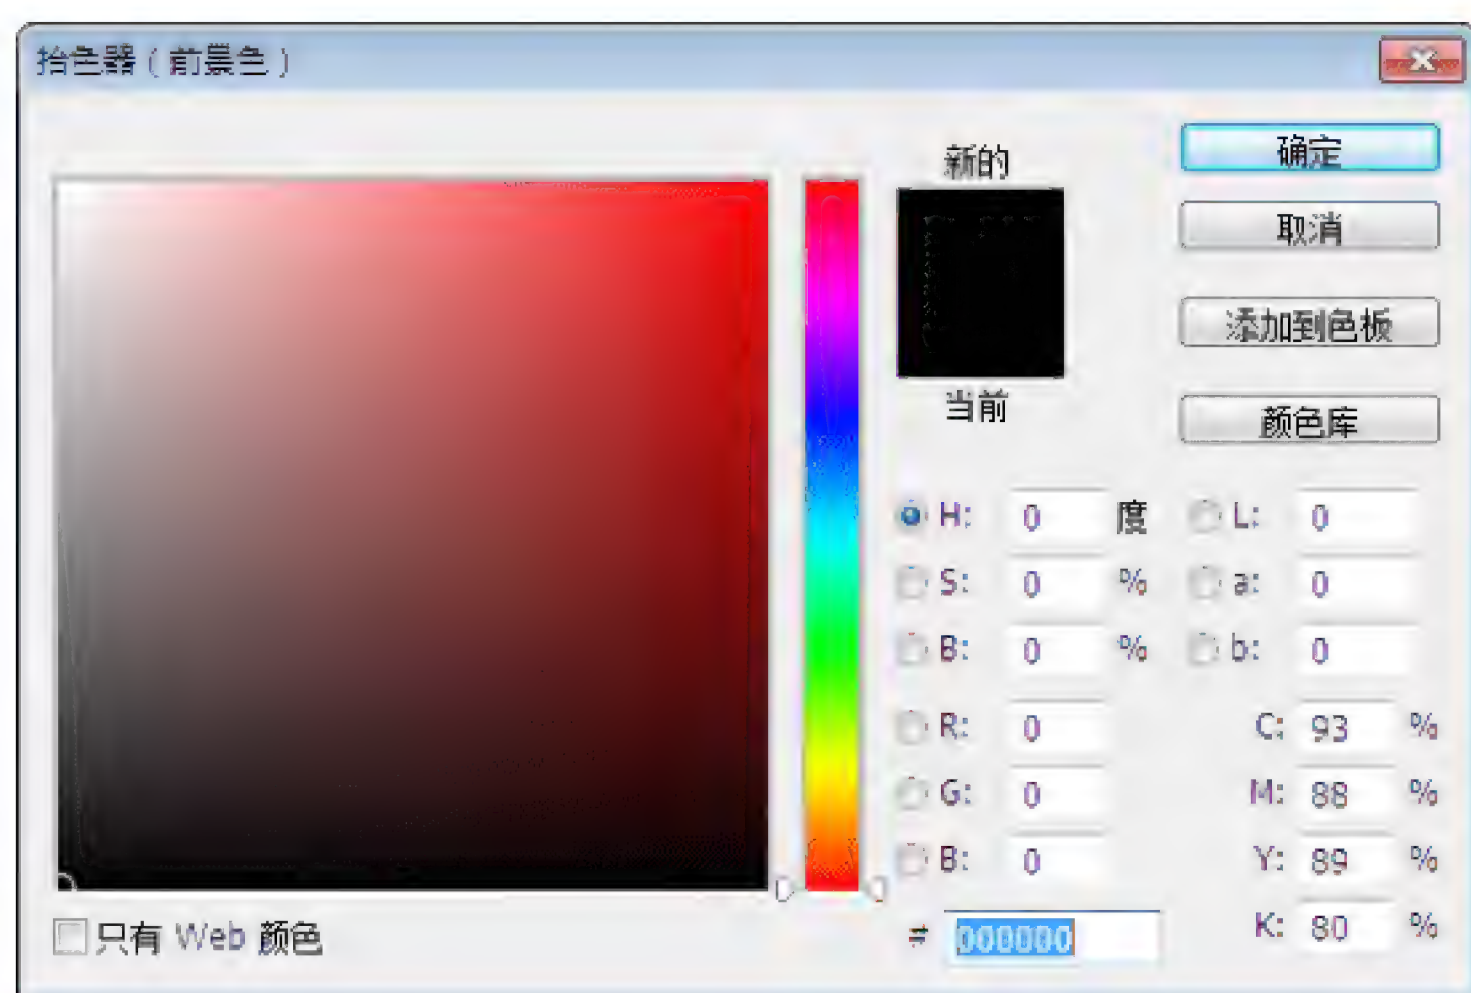 拾色器（前景色）
新的
当前
确定
取消
添加到色板
颜色库
H: 0 度
S: 0 %
B: 0 %
R: 0
G: 0
B: 0
# 000000
L: 0
a: 0
b: 0
C: 93 %
M: 88 %
Y: 89 %
K: 80 %
只有 Web 颜色